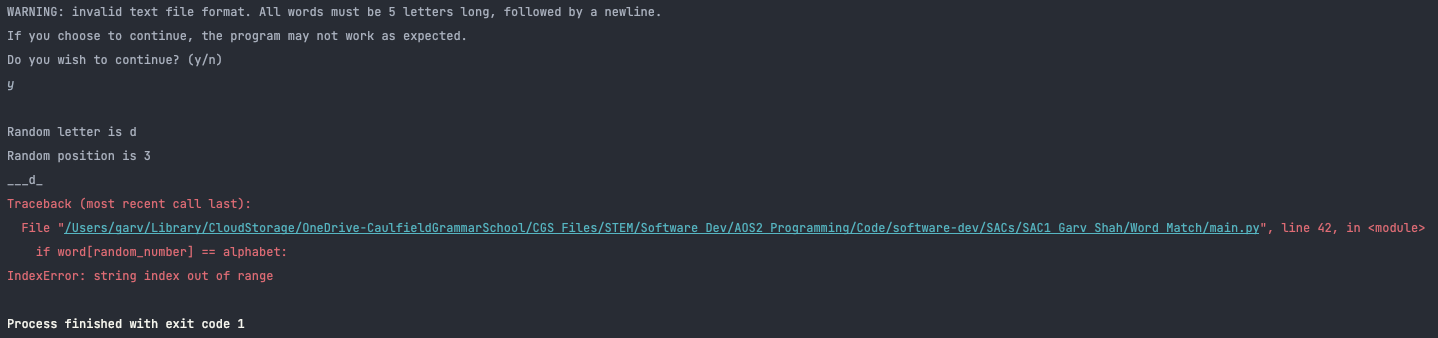 WARNING: invalid text file format. All words must be 5 letters long, followed by a newline.
If you choose to continue, the program may not work as expected.
Do you wish to continue? (y/n)
y
Random letter is d
Random position is 3
___d_
Traceback (most recent call last):
  File "/Users/garv/Library/CloudStorage/OneDrive-CaulfieldGrammarSchool/CGS Files/STEM/Software Dev/AOS2 Programming/Code/software-dev/SACs/SAC1 Garv Shah/Word Match/main.py", line 42, in <module>
    if word[random_number] == alphabet:
IndexError: string index out of range
Process finished with exit code 1